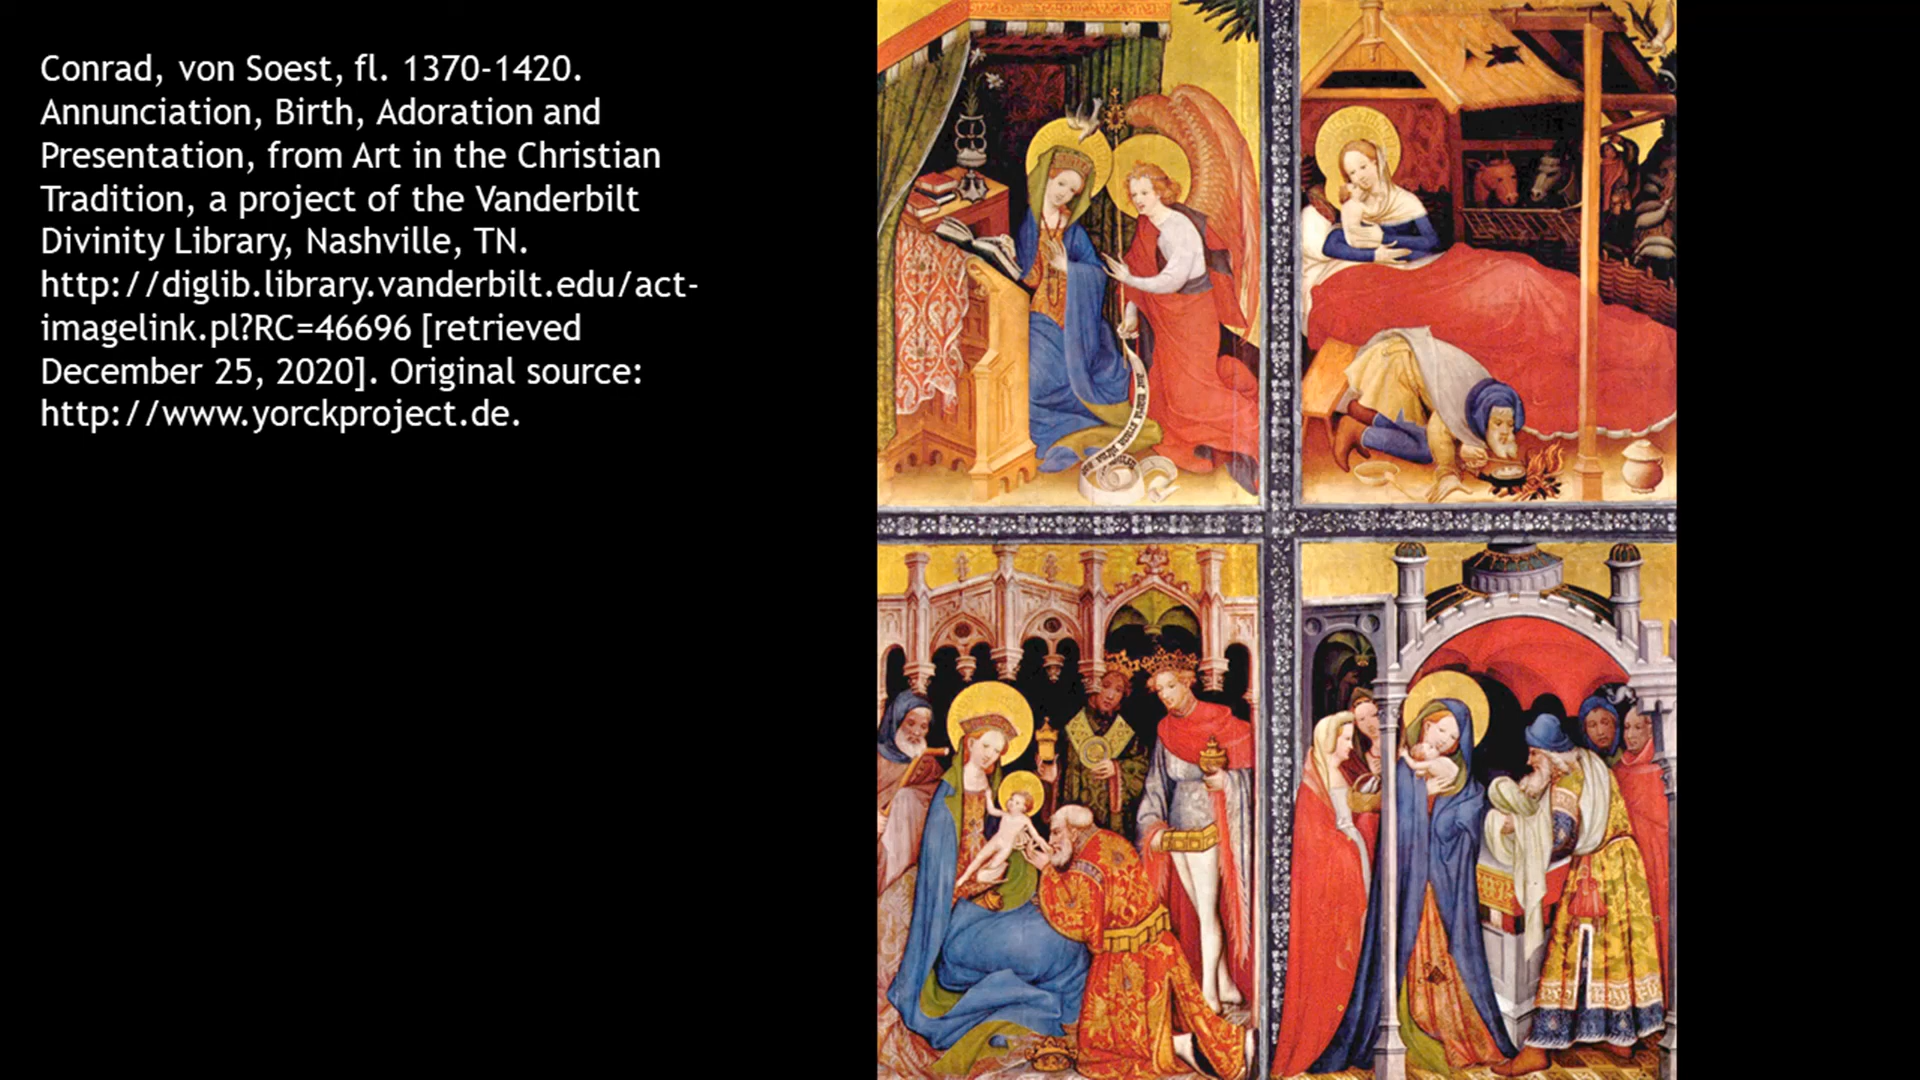 Conrad, von Soest, fl. 1370-1420.
Annunciation, Birth, Adoration and
Presentation, from Art in the Christian
Tradition, a project of the Vanderbilt
Divinity Library, Nashville, TN.
http://diglib.library.vanderbilt.edu/act-
imagelink.pl?RC=46696 [retrieved
December 25, 2020]. Original source:
http://www.yorckproject.de.